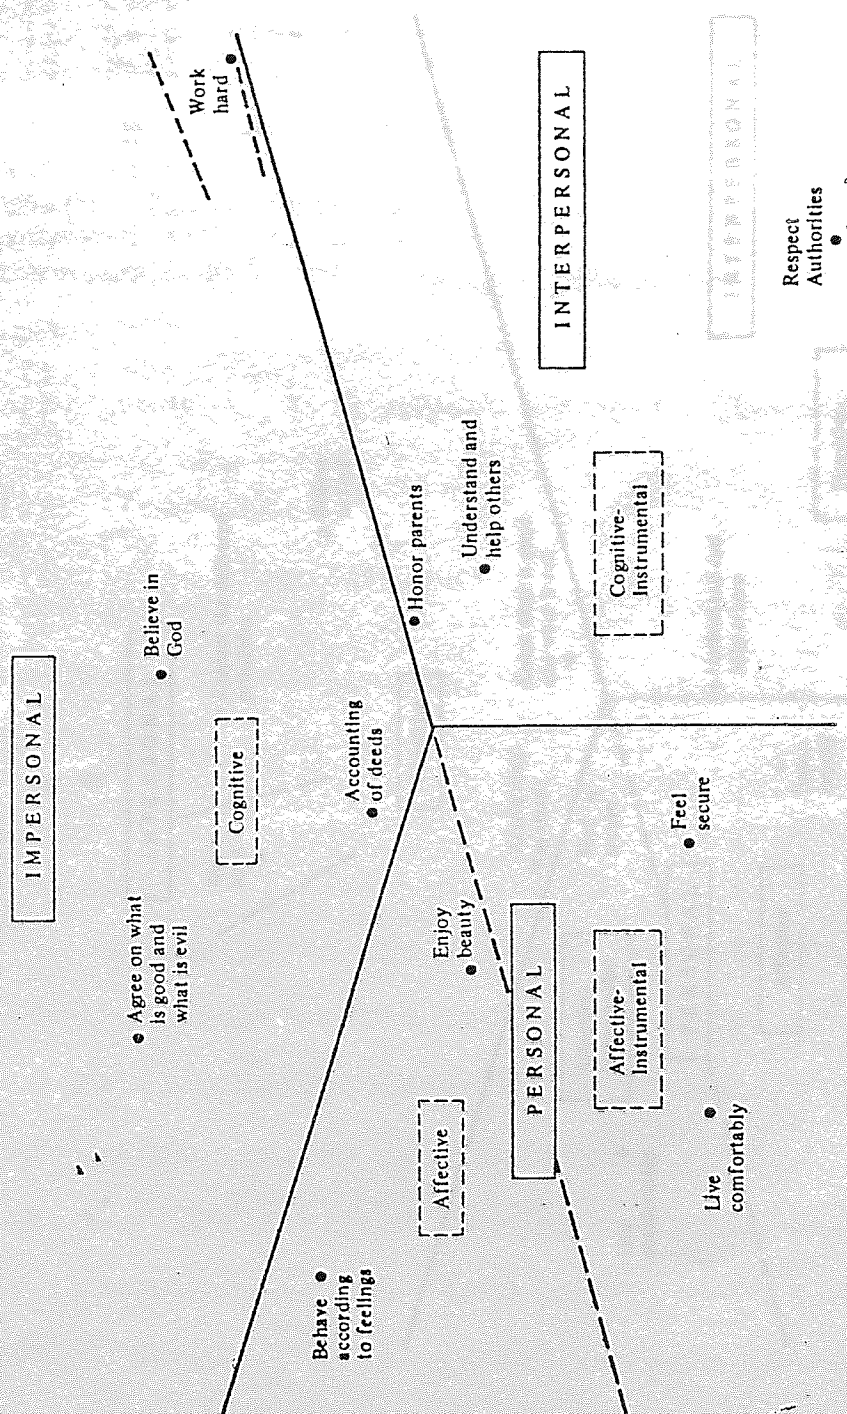 IMPERSONAL
Agree on what
is good and
what is evil
Believe in
God
Work
hard
Cognitive
Accounting
of deeds
Honor parents
Understand and
help others
INTERPERSONAL
INTERPERSONAL
Behave
according
to feelings
Affective
Enjoy
beauty
PERSONAL
Affective-
Instrumental
Cognitive-
Instrumental
Feel
secure
Live
comfortably
Respect
Authorities